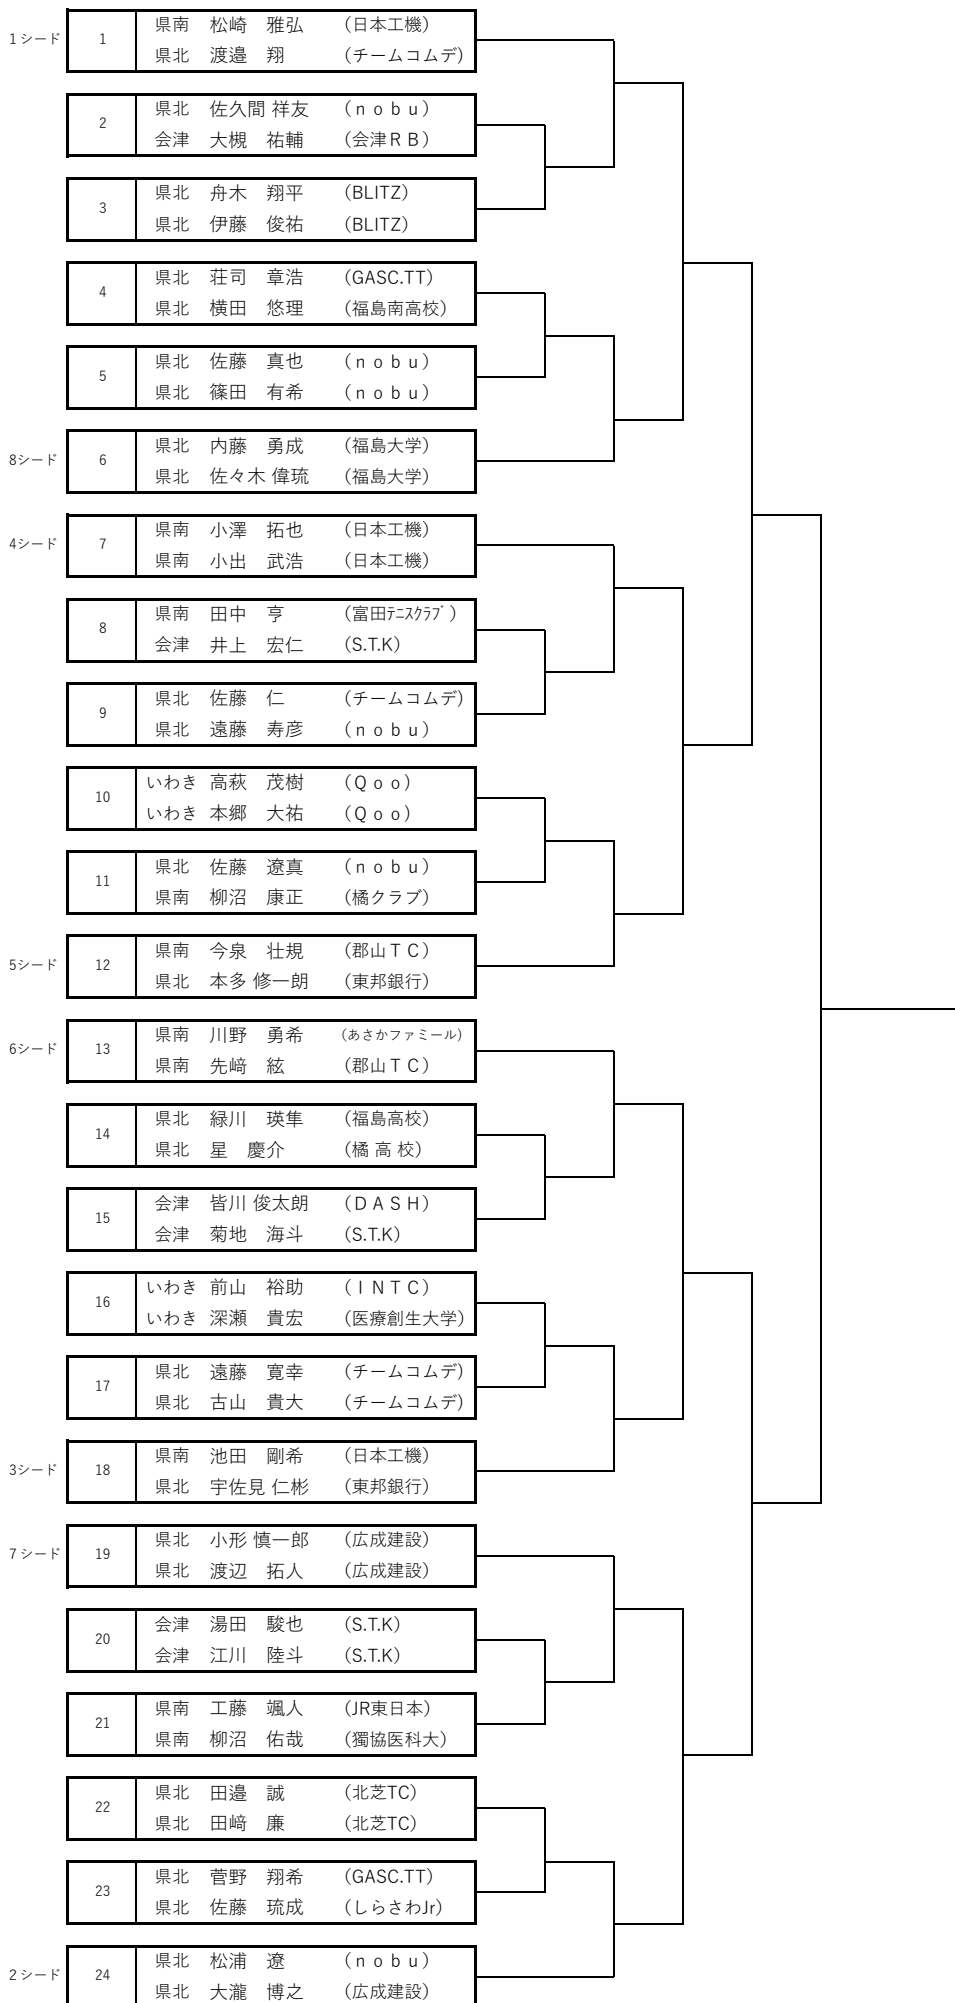 県南 松崎 雅弘 (日本工機)
1シード 1
県北 渡邉 翔 (チームコムデ)
県北 佐久間 祥友 (ｎｏｂｕ)
2
会津 大槻 祐輔 (会津ＲＢ)
県北 舟木 翔平 (BLITZ)
3
県北 伊藤 俊祐 (BLITZ)
県北 荘司 章浩 (GASC.TT)
4
県北 横田 悠理 (福島南高校)
県北 佐藤 真也 (ｎｏｂｕ)
5
県北 篠田 有希 (ｎｏｂｕ)
県北 内藤 勇成 (福島大学)
8シード 6
県北 佐々木 偉琉 (福島大学)
県南 小澤 拓也 (日本工機)
4シード 7
県南 小出 武浩 (日本工機)
県南 田中 亨 (富田ﾃﾆｽｸﾗﾌﾞ)
8
会津 井上 宏仁 (S.T.K)
県北 佐藤 仁 (チームコムデ)
9
県北 遠藤 寿彦 (ｎｏｂｕ)
いわき 高萩 茂樹 (Ｑｏｏ)
10
いわき 本郷 大祐 (Ｑｏｏ)
県北 佐藤 遼真 (ｎｏｂｕ)
11
県南 柳沼 康正 (橘クラブ)
県南 今泉 壮規 (郡山ＴＣ)
5シード 12
県北 本多 修一朗 (東邦銀行)
県南 川野 勇希 (あさかファミール)
6シード 13
県南 先﨑 絃 (郡山ＴＣ)
県北 緑川 瑛隼 (福島高校)
14
県北 星 慶介 (橘 高 校)
会津 皆川 俊太朗 (ＤＡＳＨ)
15
会津 菊地 海斗 (S.T.K)
いわき 前山 裕助 (ＩＮＴＣ)
16
いわき 深瀬 貴宏 (医療創生大学)
県北 遠藤 寛幸 (チームコムデ)
17
県北 古山 貴大 (チームコムデ)
県南 池田 剛希 (日本工機)
3シード 18
県北 宇佐見 仁彬 (東邦銀行)
県北 小形 慎一郎 (広成建設)
7シード 19
県北 渡辺 拓人 (広成建設)
会津 湯田 駿也 (S.T.K)
20
会津 江川 陸斗 (S.T.K)
県南 工藤 颯人 (JR東日本)
21
県南 柳沼 佑哉 (獨協医科大)
県北 田邉 誠 (北芝TC)
22
県北 田﨑 廉 (北芝TC)
県北 菅野 翔希 (GASC.TT)
23
県北 佐藤 琉成 (しらさわJr)
県北 松浦 遼 (ｎｏｂｕ)
2シード 24
県北 大瀧 博之 (広成建設)